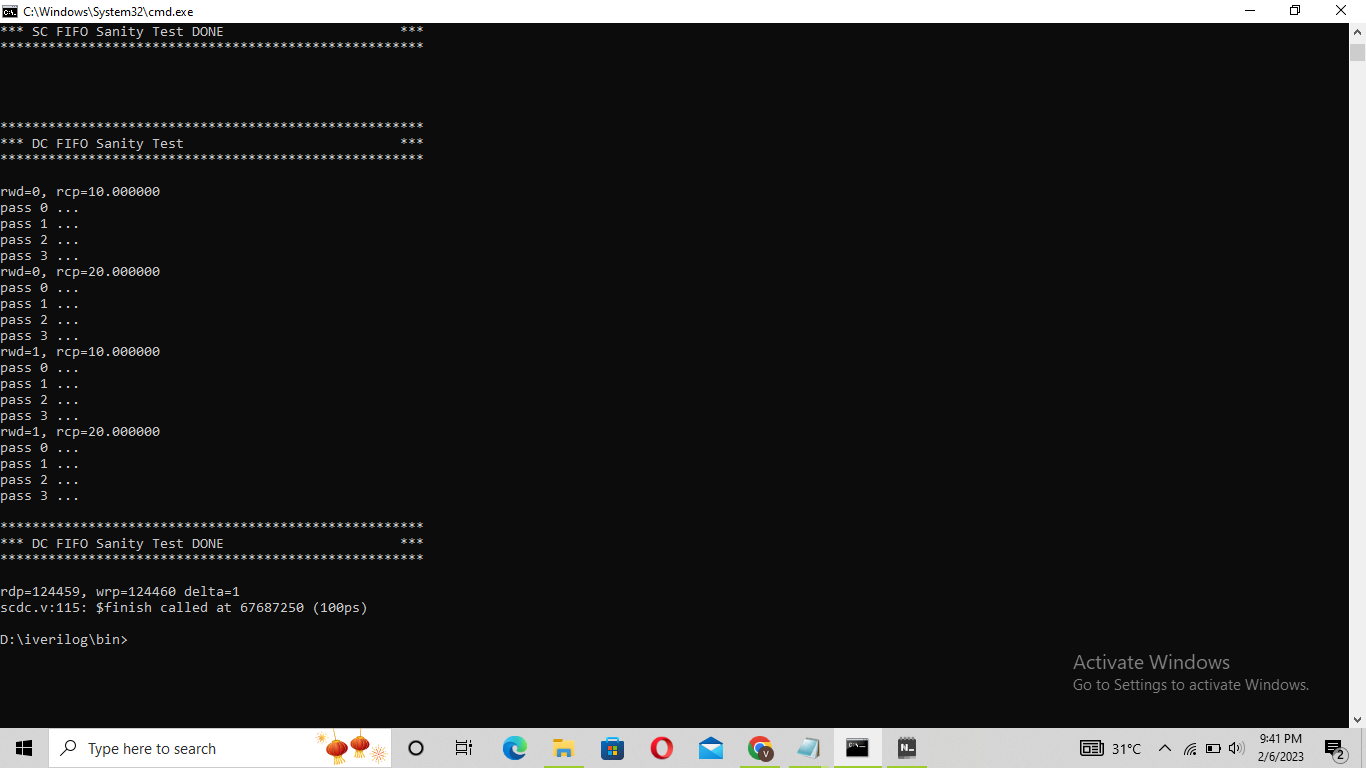 C:\Windows\System32\cmd.exe
*** SC FIFO Sanity Test DONE                      ***
*****************************************************
*****************************************************
*** DC FIFO Sanity Test                           ***
*****************************************************
rwd=0, rcp=10.000000
pass 0 ...
pass 1 ...
pass 2 ...
pass 3 ...
rwd=0, rcp=20.000000
pass 0 ...
pass 1 ...
pass 2 ...
pass 3 ...
rwd=1, rcp=10.000000
pass 0 ...
pass 1 ...
pass 2 ...
pass 3 ...
rwd=1, rcp=20.000000
pass 0 ...
pass 1 ...
pass 2 ...
pass 3 ...
*****************************************************
*** DC FIFO Sanity Test DONE                      ***
*****************************************************
rdp=124459, wrp=124460 delta=1
scdc.v:115: $finish called at 67687250 (100ps)
D:\iverilog\bin>
Activate Windows
Go to Settings to activate Windows.
Type here to search
31°C
9:41 PM
2/6/2023
2